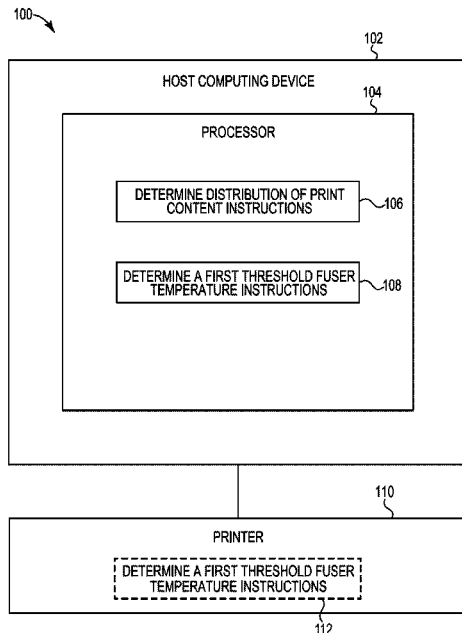 100
102
HOST COMPUTING DEVICE
104
PROCESSOR
DETERMINE DISTRIBUTION OF PRINT
CONTENT INSTRUCTIONS
106
DETERMINE A FIRST THRESHOLD FUSER
TEMPERATURE INSTRUCTIONS
108
110
PRINTER
DETERMINE A FIRST THRESHOLD FUSER
TEMPERATURE INSTRUCTIONS
112